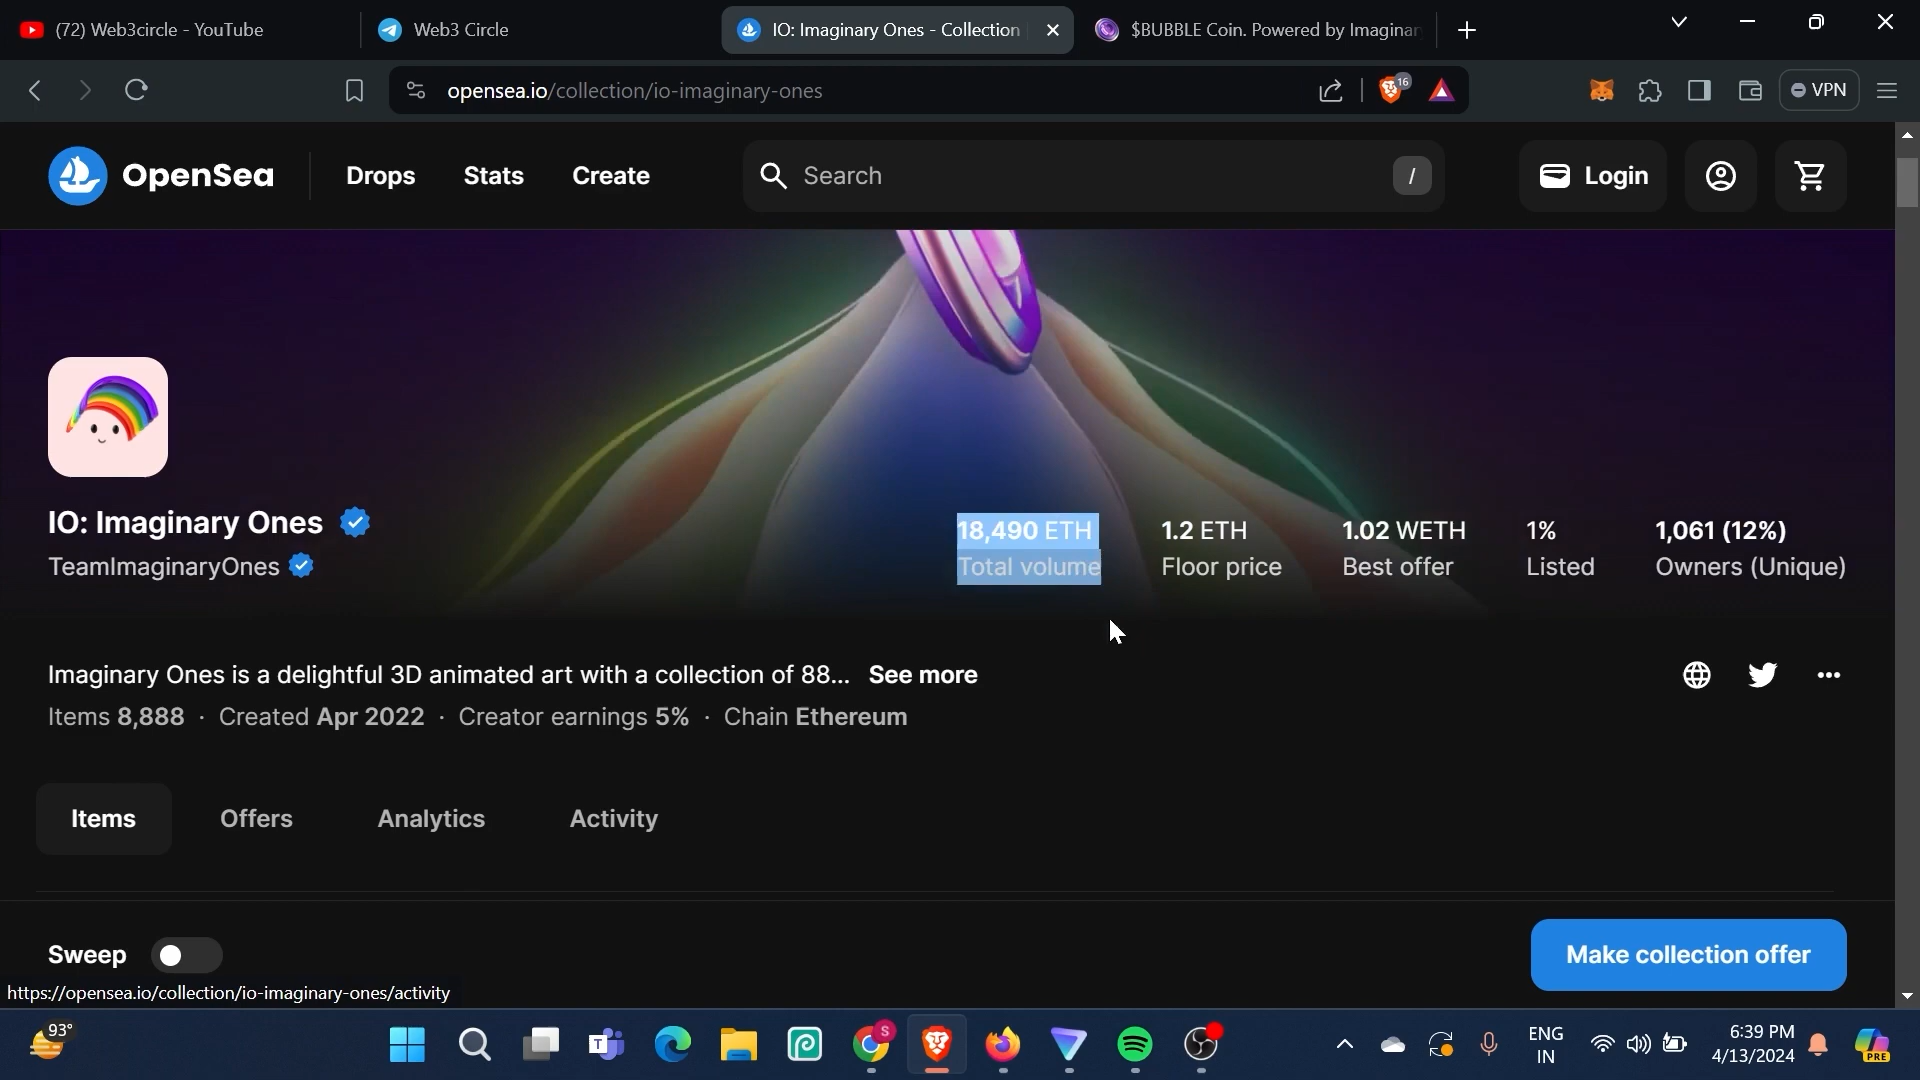 (72) Web3circle - YouTube
Web3 Circle
IO: Imaginary Ones - Collection
$BUBBLE Coin. Powered by Imaginar
opensea.io/collection/io-imaginary-ones
16
VPN
OpenSea
Drops
Stats
Create
Search
/
Login
IO: Imaginary Ones
TeamImaginaryOnes
18,490 ETH
Total volume
1.2 ETH
Floor price
1.02 WETH
Best offer
1%
Listed
1,061 (12%)
Owners (Unique)
Imaginary Ones is a delightful 3D animated art with a collection of 88... See more
Items 8,888 · Created Apr 2022 · Creator earnings 5% · Chain Ethereum
Items
Offers
Analytics
Activity
Sweep
Make collection offer
https://opensea.io/collection/io-imaginary-ones/activity
93°
T
S
ENG
IN
6:39 PM
4/13/2024
PRE